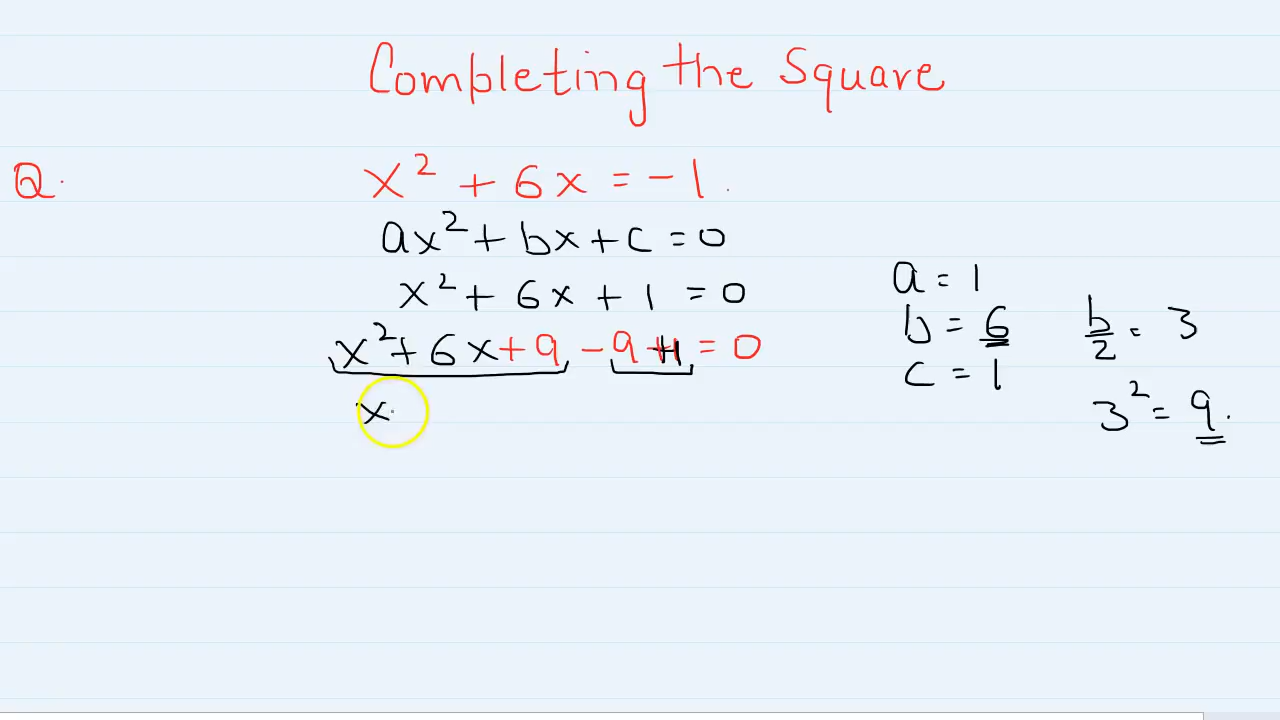 Completing the Square
Q. x² + 6x = -1.
ax² + bx + c = 0
x² + 6x + 1 = 0
x² + 6x + 9 - 9 + 1 = 0
x
a = 1
b = 6
c = 1
b/2 = 3
3² = 9.